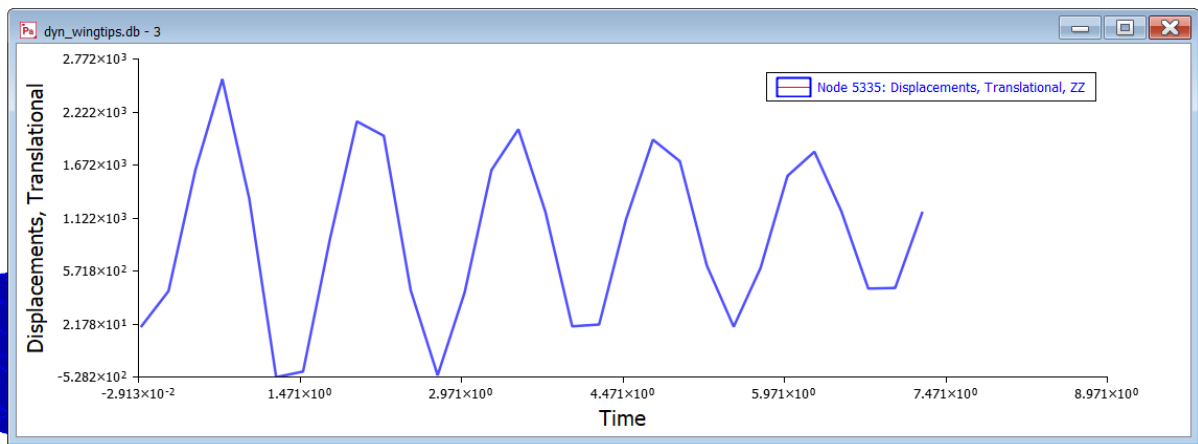 Pa dyn_wingtips.db - 3
2.772×10³
2.222×10³
1.672×10³
1.122×10³
5.718×10²
2.178×10¹
-5.282×10²
Displacements, Translational
Node 5335: Displacements, Translational, ZZ
-2.913×10⁻² 1.471×10⁰ 2.971×10⁰ 4.471×10⁰ 5.971×10⁰ 7.471×10⁰ 8.971×10⁰
Time